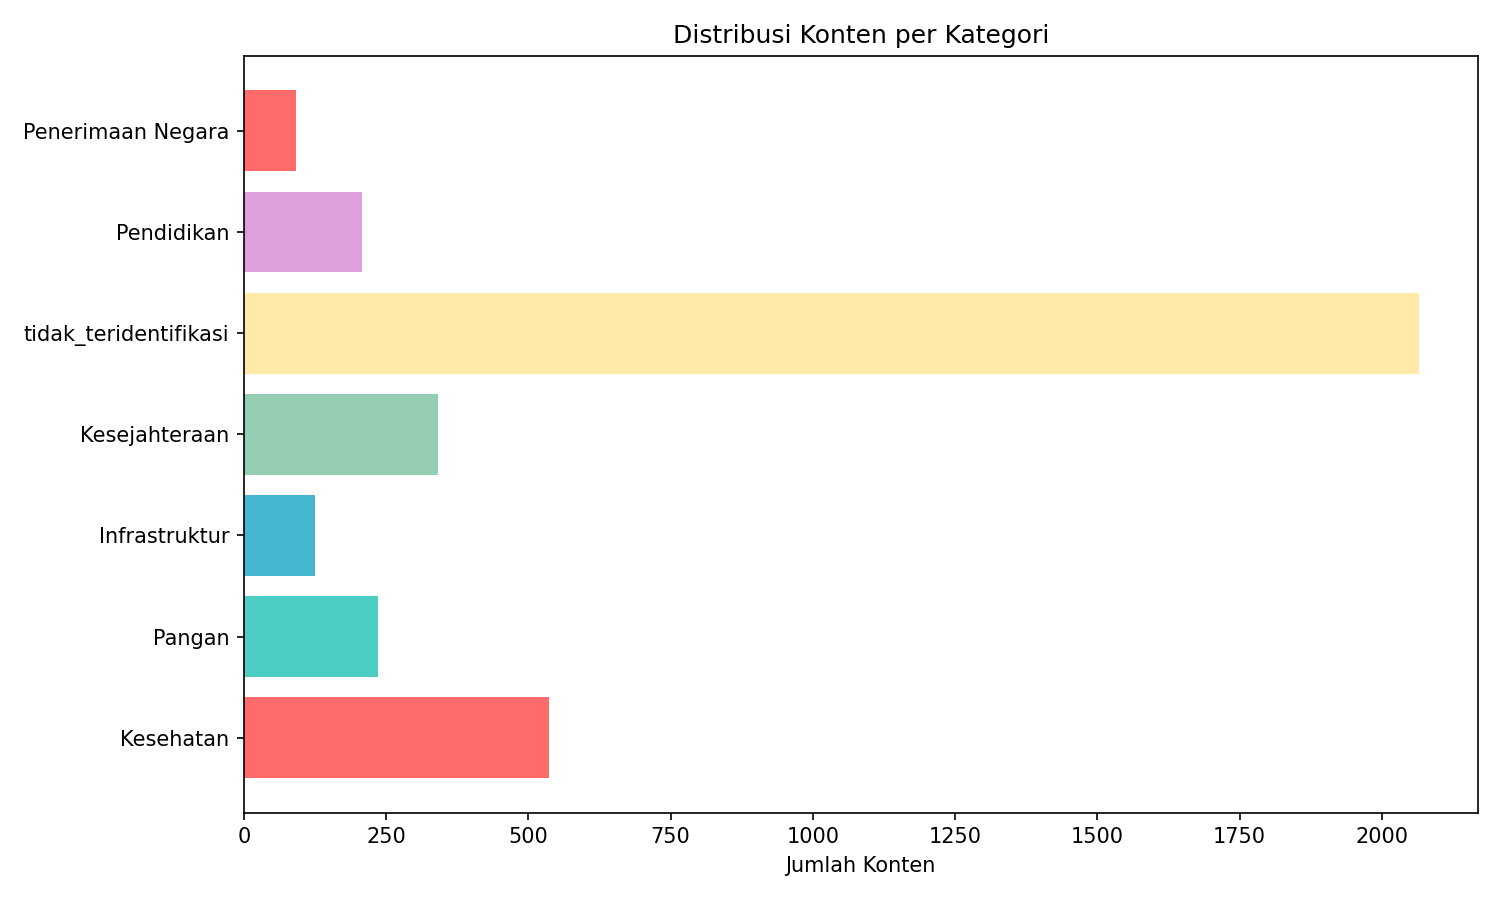 Distribusi Konten per Kategori
Penerimaan Negara
Pendidikan
tidak_teridentifikasi
Kesejahteraan
Infrastruktur
Pangan
Kesehatan
0 250 500 750 1000 1250 1500 1750 2000
Jumlah Konten